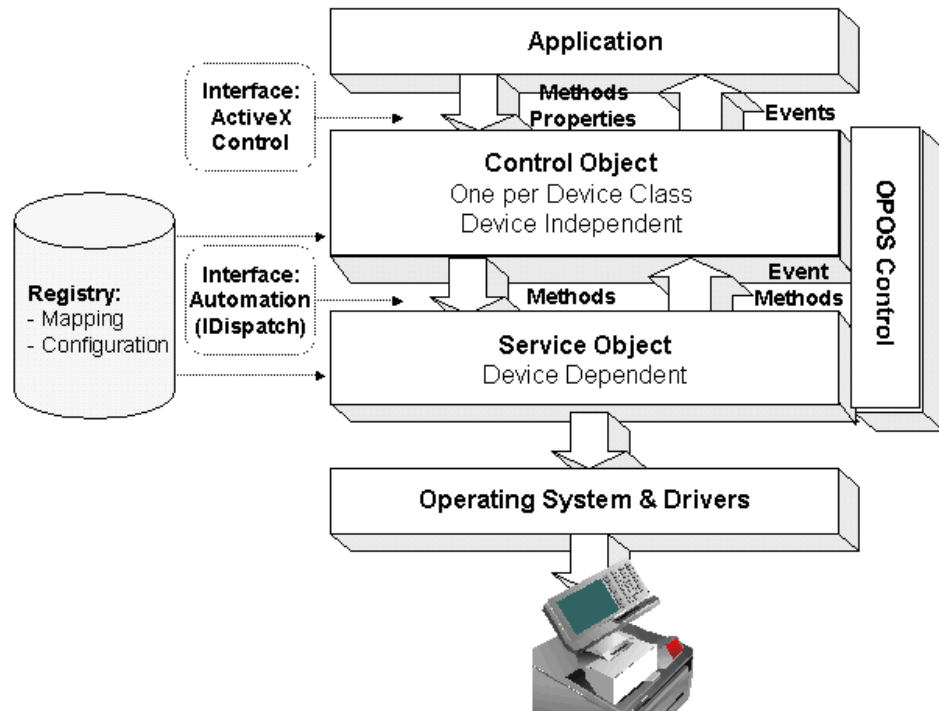 Application
Interface:
ActiveX
Control
Methods
Properties
Events
Control Object
One per Device Class
Device Independent
OPOS Control
Registry:
- Mapping
- Configuration
Interface:
Automation
(IDispatch)
Methods
Event
Methods
Service Object
Device Dependent
Operating System & Drivers